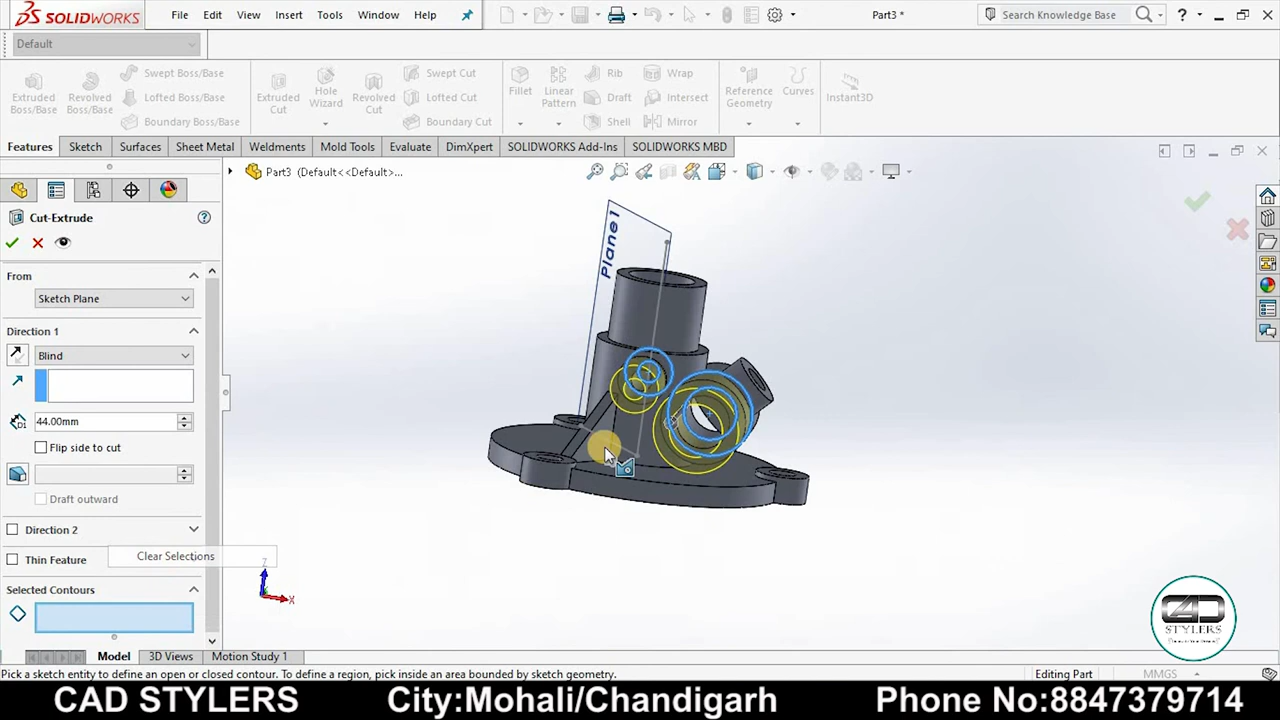 SOLIDWORKS File Edit View Insert Tools Window Help Part3 * Search Knowledge Base ?
Default
Extruded Boss/Base Revolved Boss/Base Swept Boss/Base Lofted Boss/Base Boundary Boss/Base Extruded Cut Hole Wizard Revolved Cut Swept Cut Lofted Cut Boundary Cut Fillet Linear Pattern Rib Draft Shell Wrap Intersect Mirror Reference Geometry Curves Instant3D
Features Sketch Surfaces Sheet Metal Weldments Mold Tools Evaluate DimXpert SOLIDWORKS Add-Ins SOLIDWORKS MBD
Part3 (Default<<Default>...
Cut-Extrude
From
Sketch Plane
Direction 1
Blind
44.00mm
Flip side to cut
Draft outward
Direction 2
Thin Feature
Clear Selections
Selected Contours
Plane1
Z
X
CAD
STYLERS
Model 3D Views Motion Study 1
Pick a sketch entity to define an open or closed contour. To define a region, pick inside an area bounded by sketch geometry. Editing Part MMGS
CAD STYLERS City:Mohali/Chandigarh Phone No:8847379714